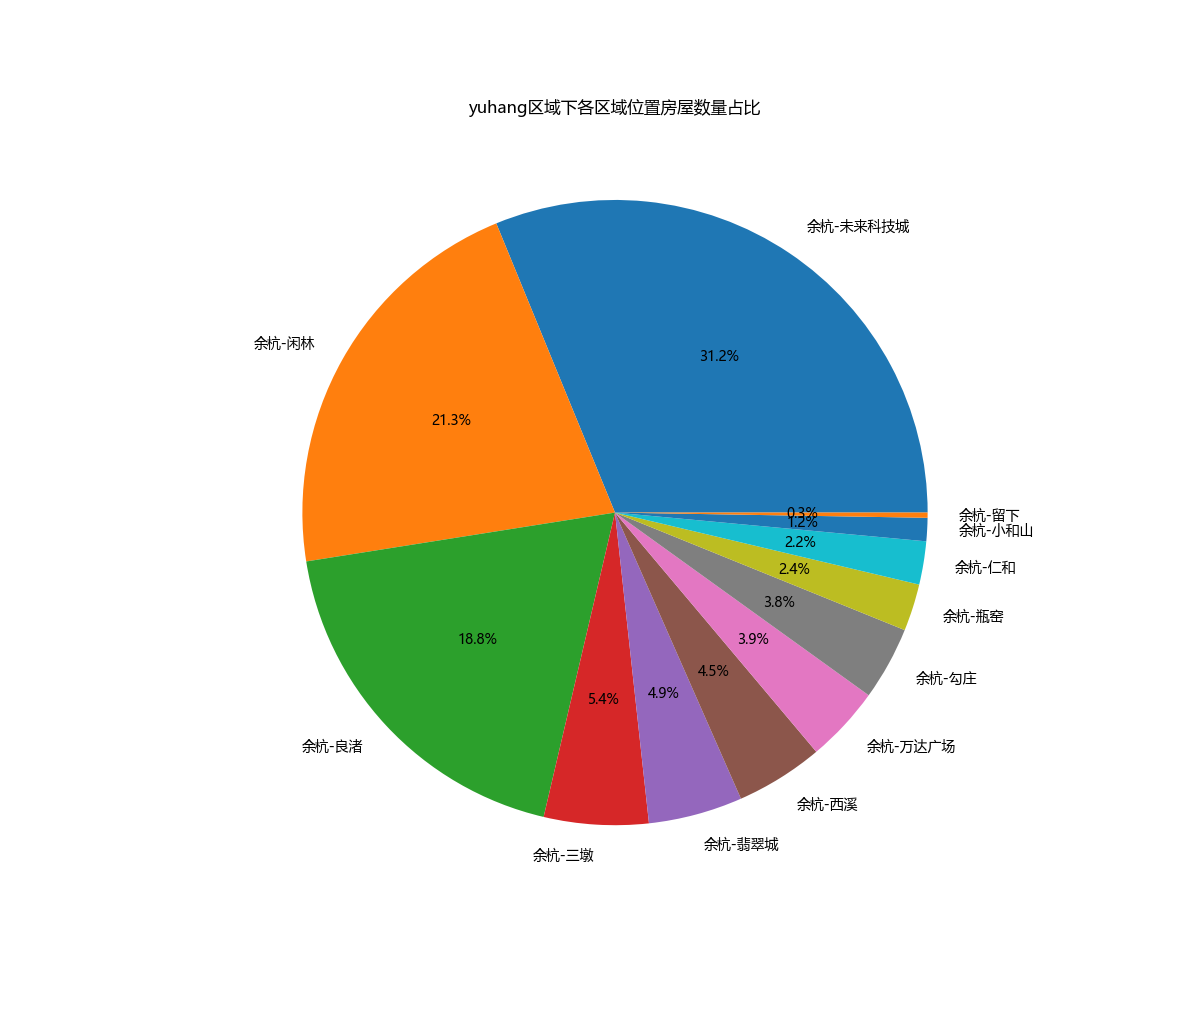 yuhang区域下各区域位置房屋数量占比
余杭-未来科技城
31.2%
余杭-闲林
21.3%
余杭-良渚
18.8%
余杭-三墩
5.4%
余杭-翡翠城
4.9%
余杭-西溪
4.5%
余杭-万达广场
3.9%
余杭-勾庄
3.8%
余杭-瓶窑
2.4%
余杭-仁和
2.2%
余杭-小和山
1.2%
余杭-留下
0.3%